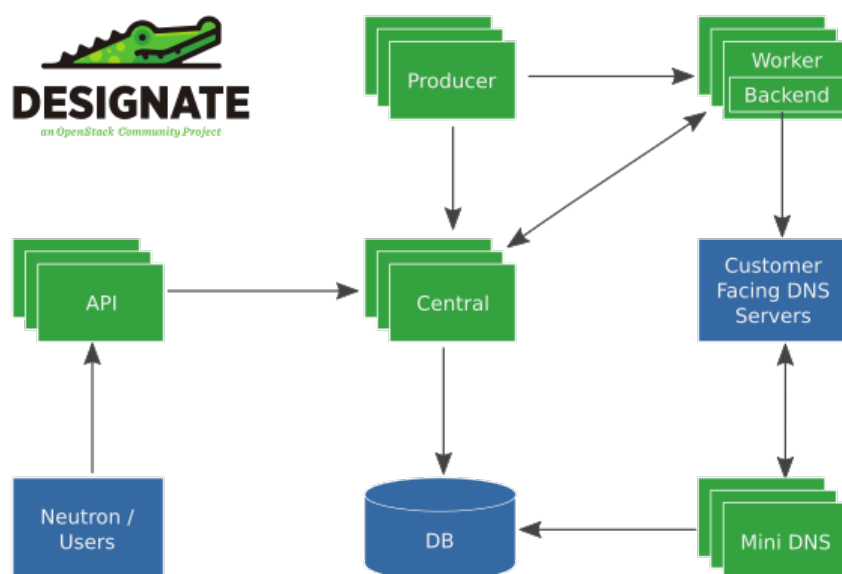 DESIGNATE
an OpenStack Community Project
Producer
Worker
Backend
API
Central
Customer
Facing DNS
Servers
Neutron /
Users
DB
Mini DNS